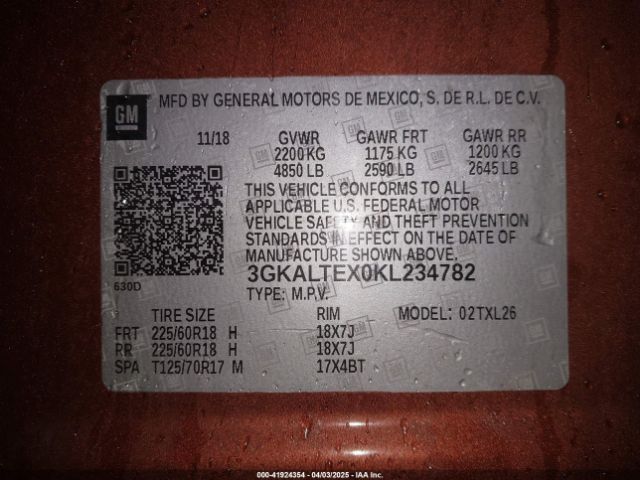 GM MFD BY GENERAL MOTORS DE MEXICO, S. DE R.L. DE C.V.
11/18 GVWR GAWR FRT GAWR RR
2200 KG 1175 KG 1200 KG
4850 LB 2590 LB 2645 LB
THIS VEHICLE CONFORMS TO ALL
APPLICABLE U.S. FEDERAL MOTOR
VEHICLE SAFETY AND THEFT PREVENTION
STANDARDS IN EFFECT ON THE DATE OF
MANUFACTURE SHOWN ABOVE.
630D 3GKALTEX0KL234782
TYPE: M.P.V.
TIRE SIZE RIM MODEL: 02TXL26
FRT 225/60R18 H 18X7J
RR 225/60R18 H 18X7J
SPA T125/70R17 M 17X4BT
000-41924354 | 04/03/2025 - IAA Inc.